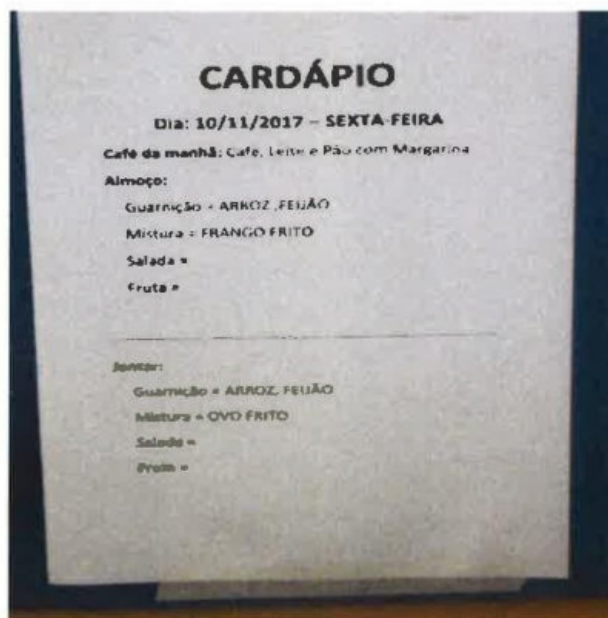 CARDÁPIO
Dia: 10/11/2017 – SEXTA-FEIRA
Café da manhã: Café, Leite e Pão com Margarina
Almoço:
Guarnição = ARROZ ,FEIJÃO
Mistura = FRANGO FRITO
Salada =
Fruta =
Jantar:
Guarnição = ARROZ, FEIJÃO
Mistura = OVO FRITO
Salada =
Fruta =